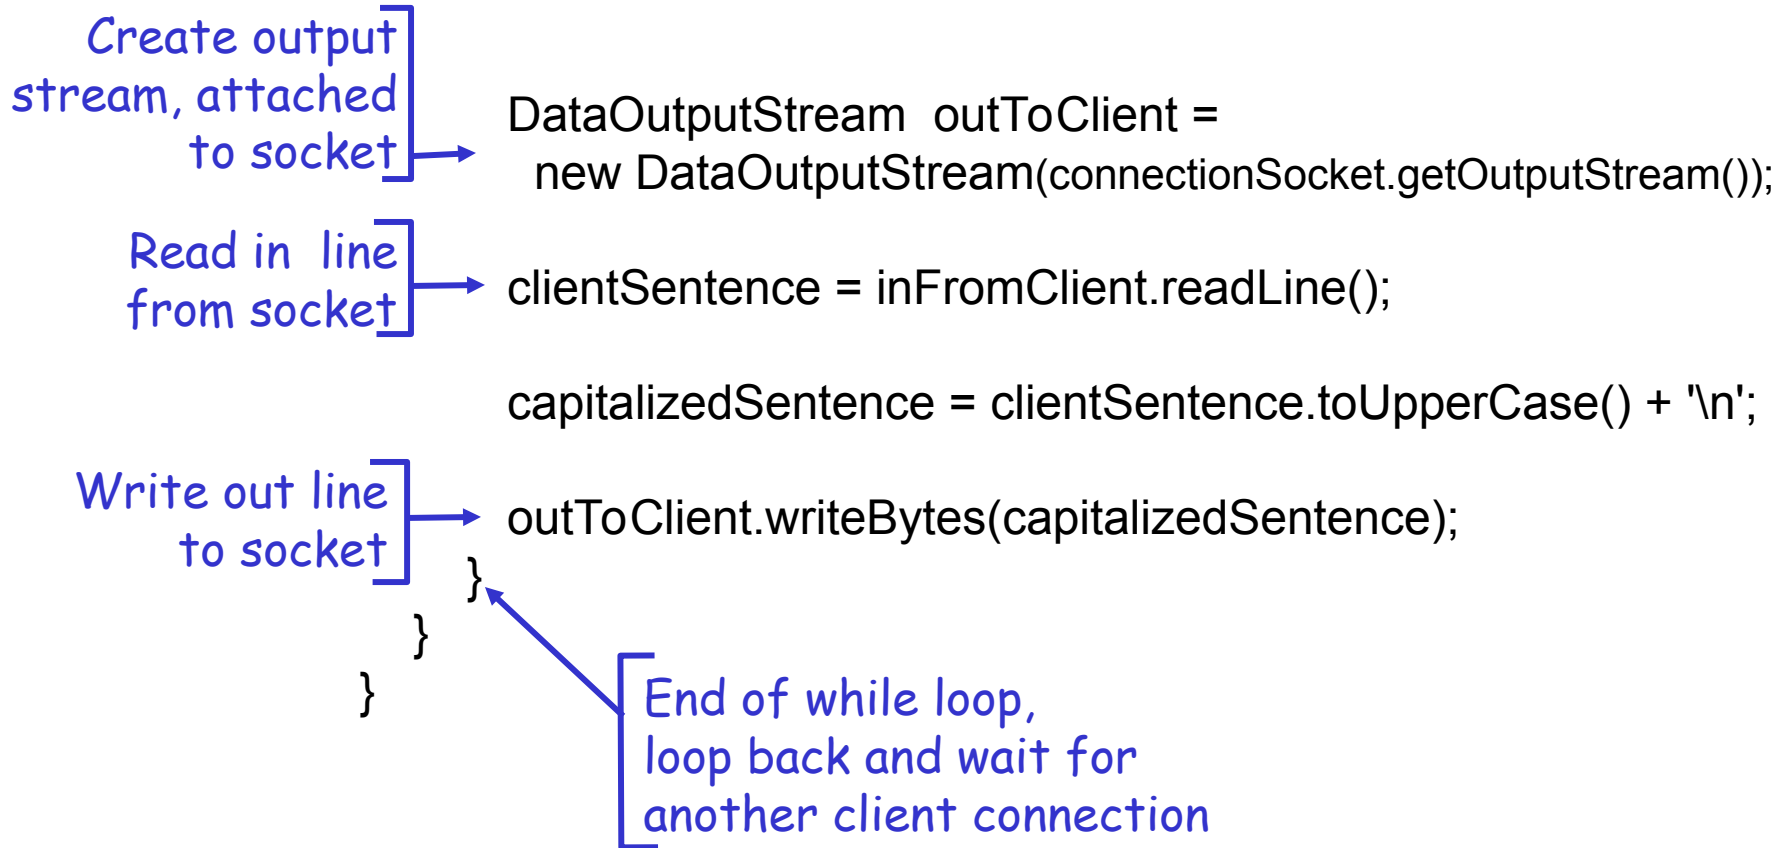 Create output
stream, attached
to socket
DataOutputStream outToClient =
new DataOutputStream(connectionSocket.getOutputStream());
Read in line
from socket
clientSentence = inFromClient.readLine();
capitalizedSentence = clientSentence.toUpperCase() + '\n';
Write out line
to socket
outToClient.writeBytes(capitalizedSentence);
}
}
}
End of while loop,
loop back and wait for
another client connection